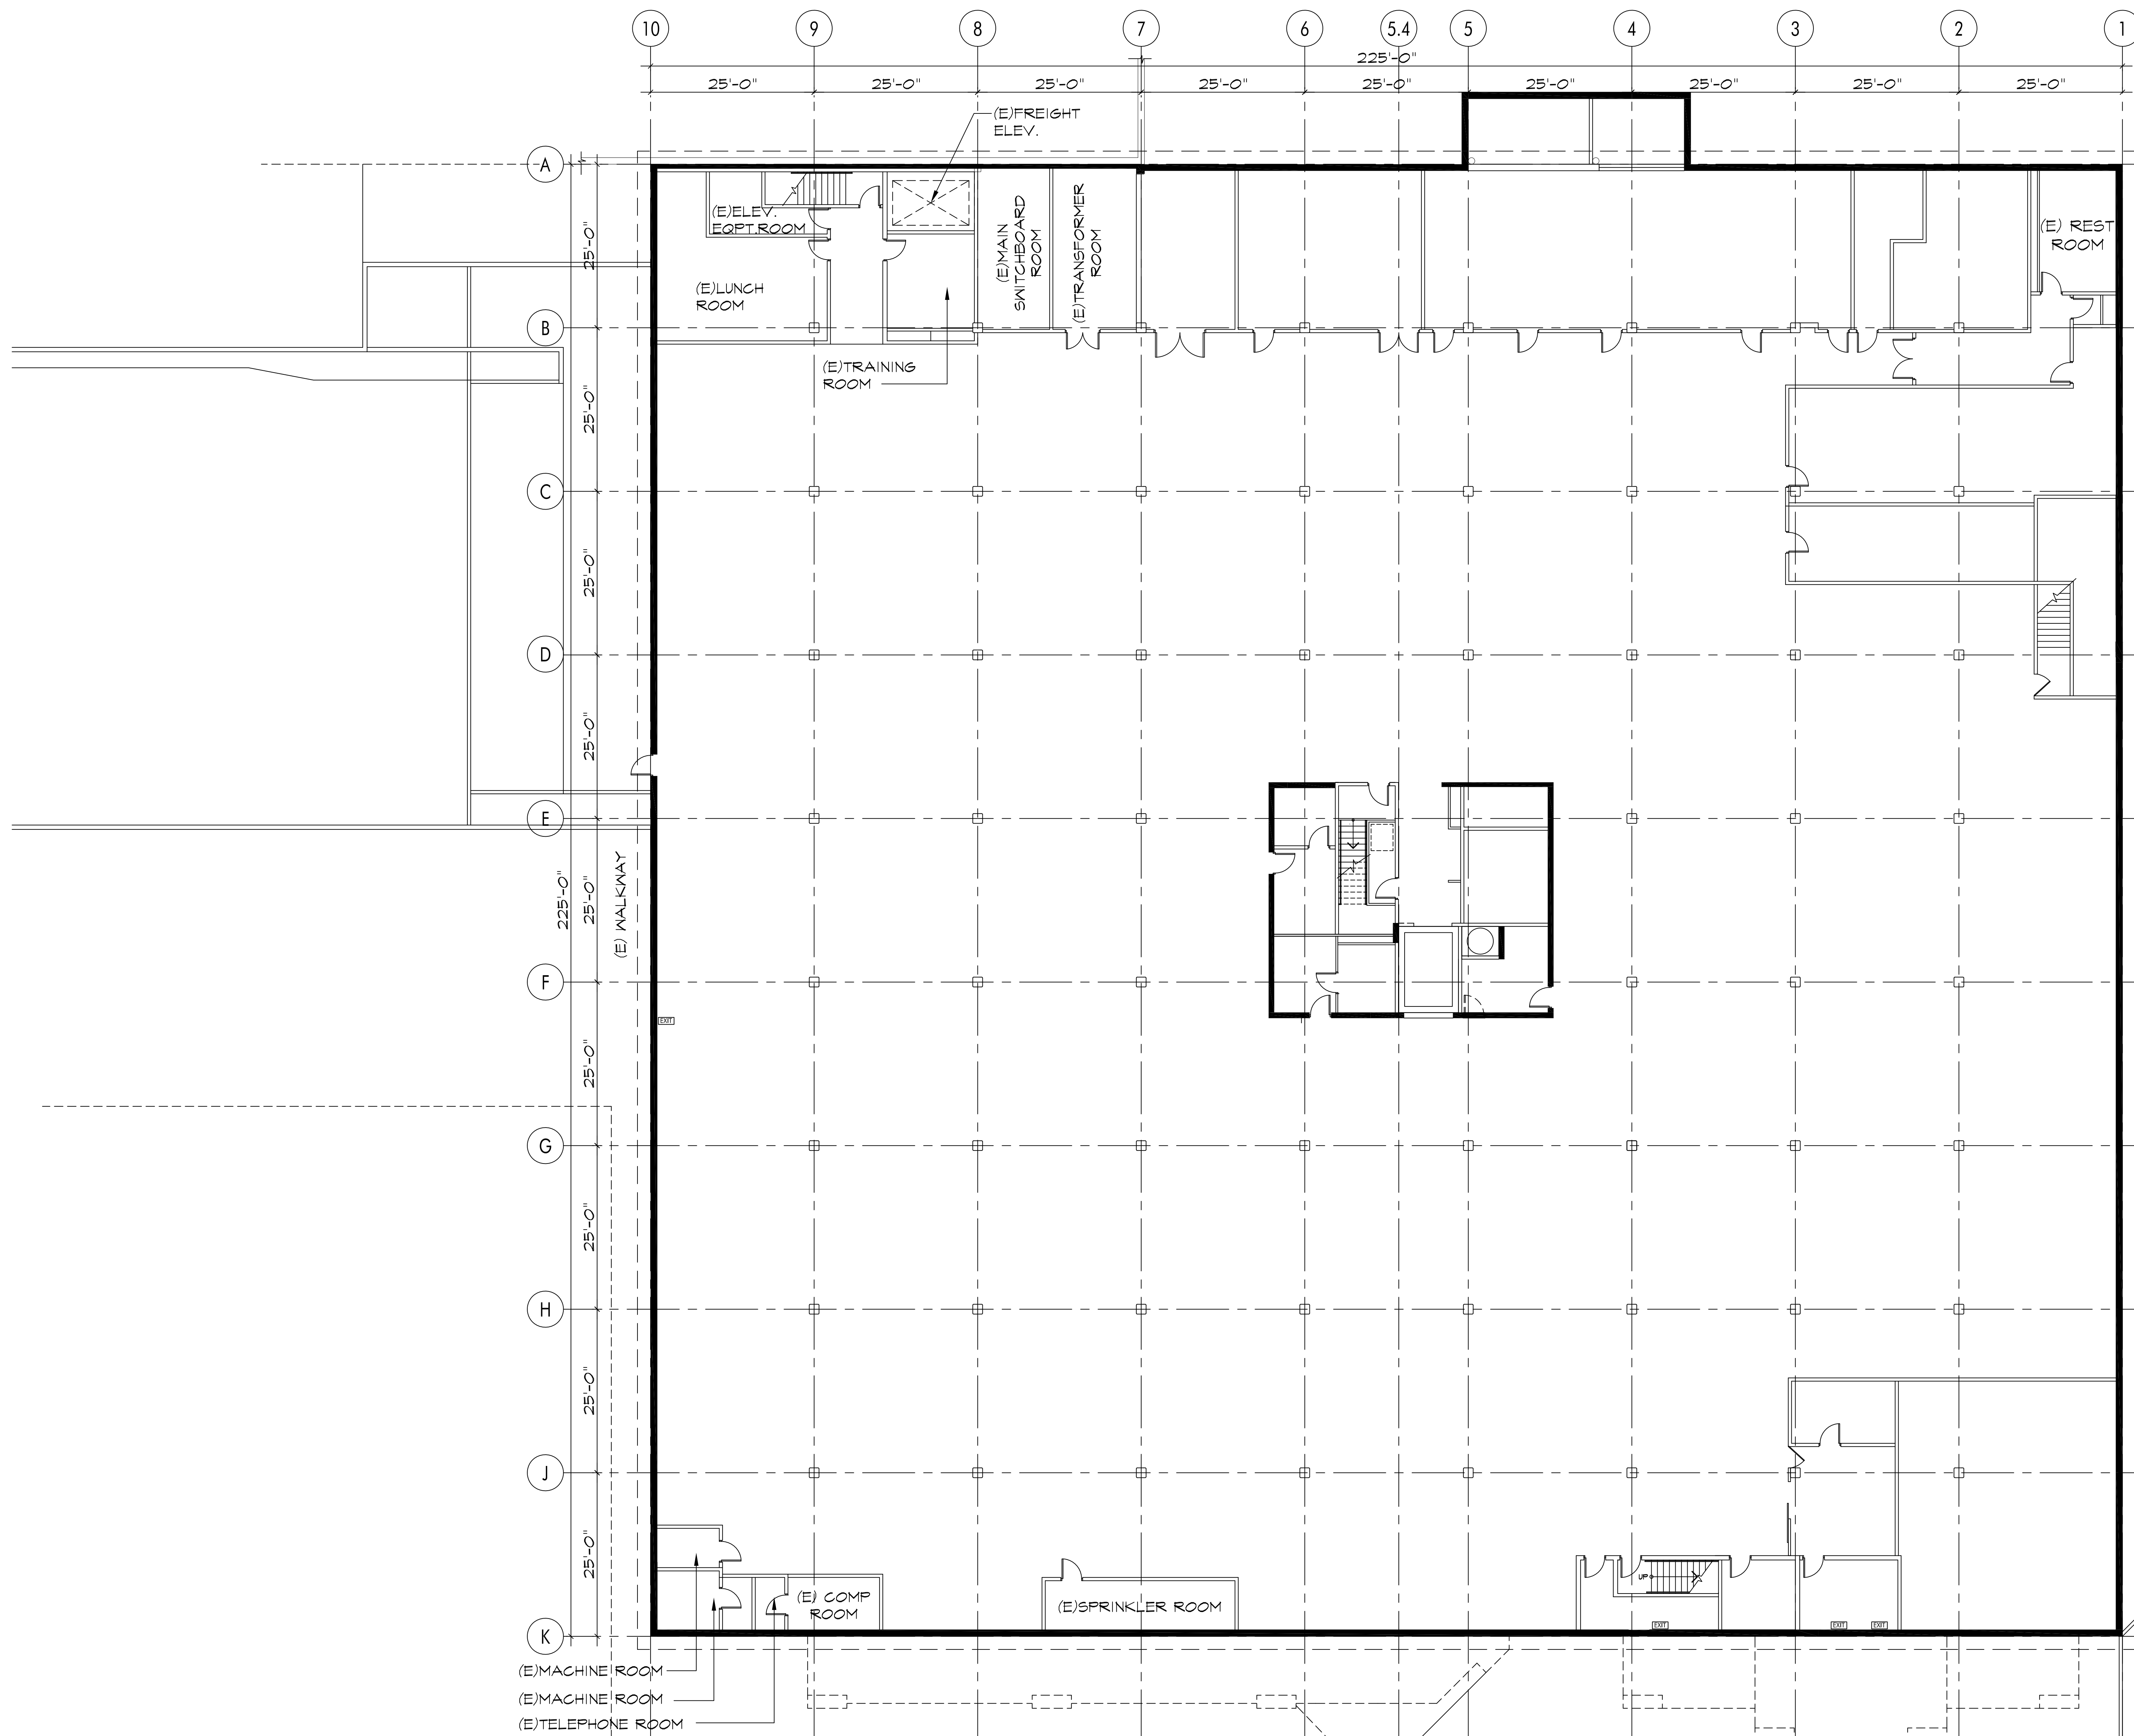 10 9 8 7 6 5.4 5 4 3 2 1
225'-0"
25'-0" 25'-0" 25'-0" 25'-0" 25'-0" 25'-0" 25'-0" 25'-0" 25'-0"
(E)FREIGHT
ELEV.
A
(E)ELEV.
EQPT.ROOM
(E)MAIN
SWITCHBOARD
ROOM
(E)TRANSFORMER
ROOM
(E) REST
ROOM
25'-0"
(E)LUNCH
ROOM
B
(E)TRAINING
ROOM
25'-0"
C
25'-0"
D
25'-0"
E
225'-0"
25'-0"
(E) WALKWAY
F
EXIT
25'-0"
G
25'-0"
H
25'-0"
J
25'-0"
UP
(E) COMP
ROOM
(E)SPRINKLER ROOM
EXIT EXIT EXIT
K
(E)MACHINE ROOM
(E)MACHINE ROOM
(E)TELEPHONE ROOM